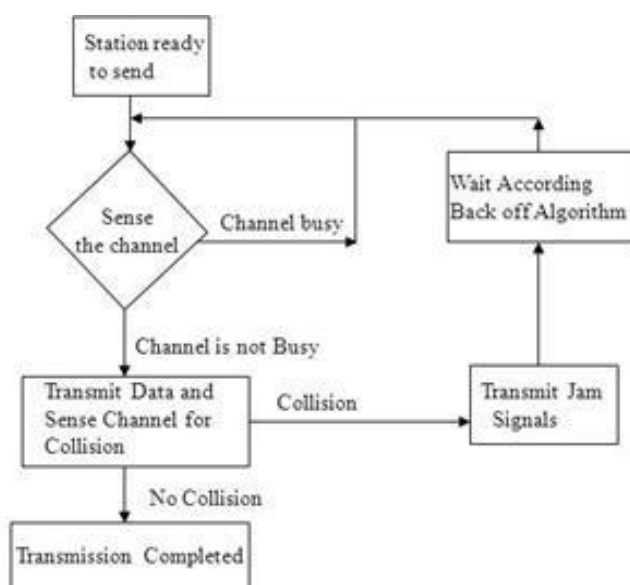 Station ready
to send
Sense
the channel
Channel busy
Wait According
Back off Algorithm
Channel is not Busy
Transmit Data and
Sense Channel for
Collision
Collision
Transmit Jam
Signals
No Collision
Transmission Completed